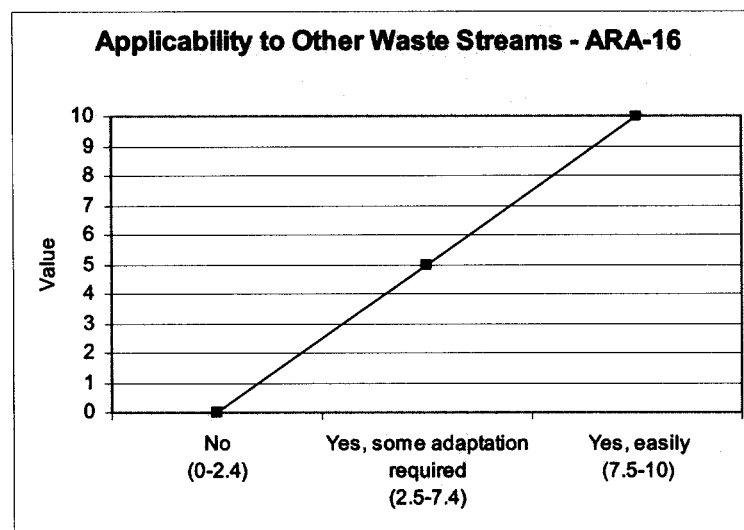 Applicability to Other Waste Streams - ARA-16
10
9
8
7
6
5
4
3
2
1
0
Value
No
(0-2.4)
Yes, some adaptation
required
(2.5-7.4)
Yes, easily
(7.5-10)